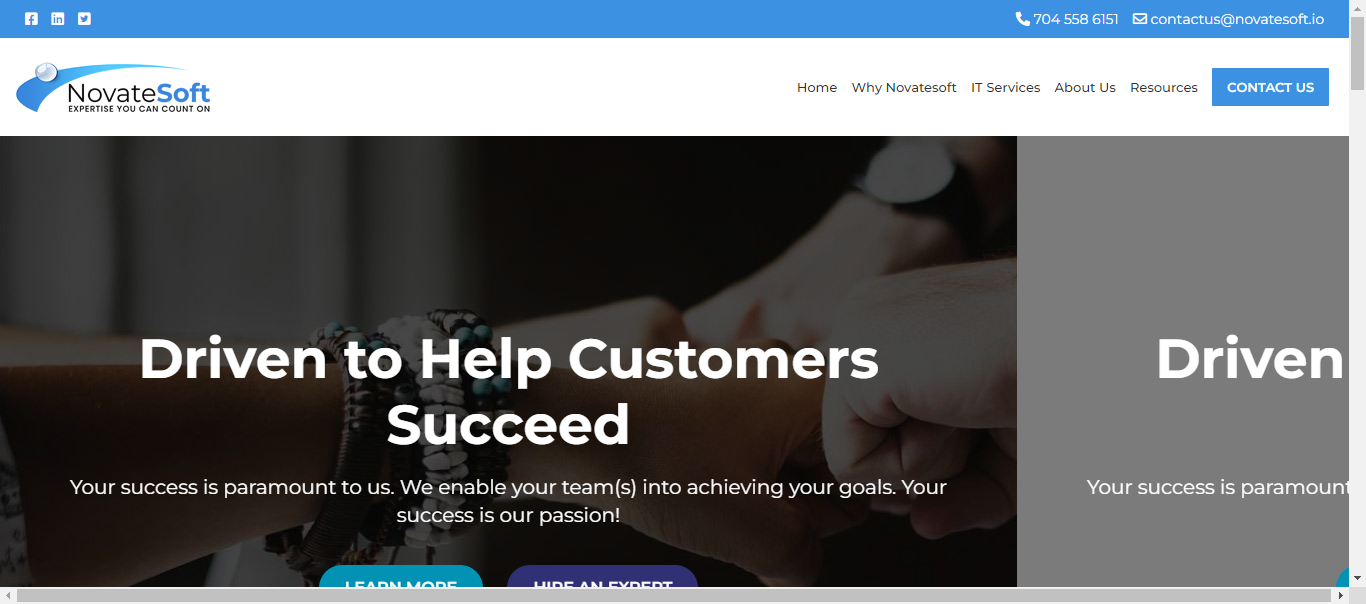 704 558 6151 contactus@novatesoft.io
NovateSoft
EXPERTISE YOU CAN COUNT ON
Home Why Novatesoft IT Services About Us Resources CONTACT US
Driven to Help Customers
Succeed
Your success is paramount to us. We enable your team(s) into achieving your goals. Your
success is our passion!
LEARN MORE HIRE AN EXPERT
Driven
Your success is paramount